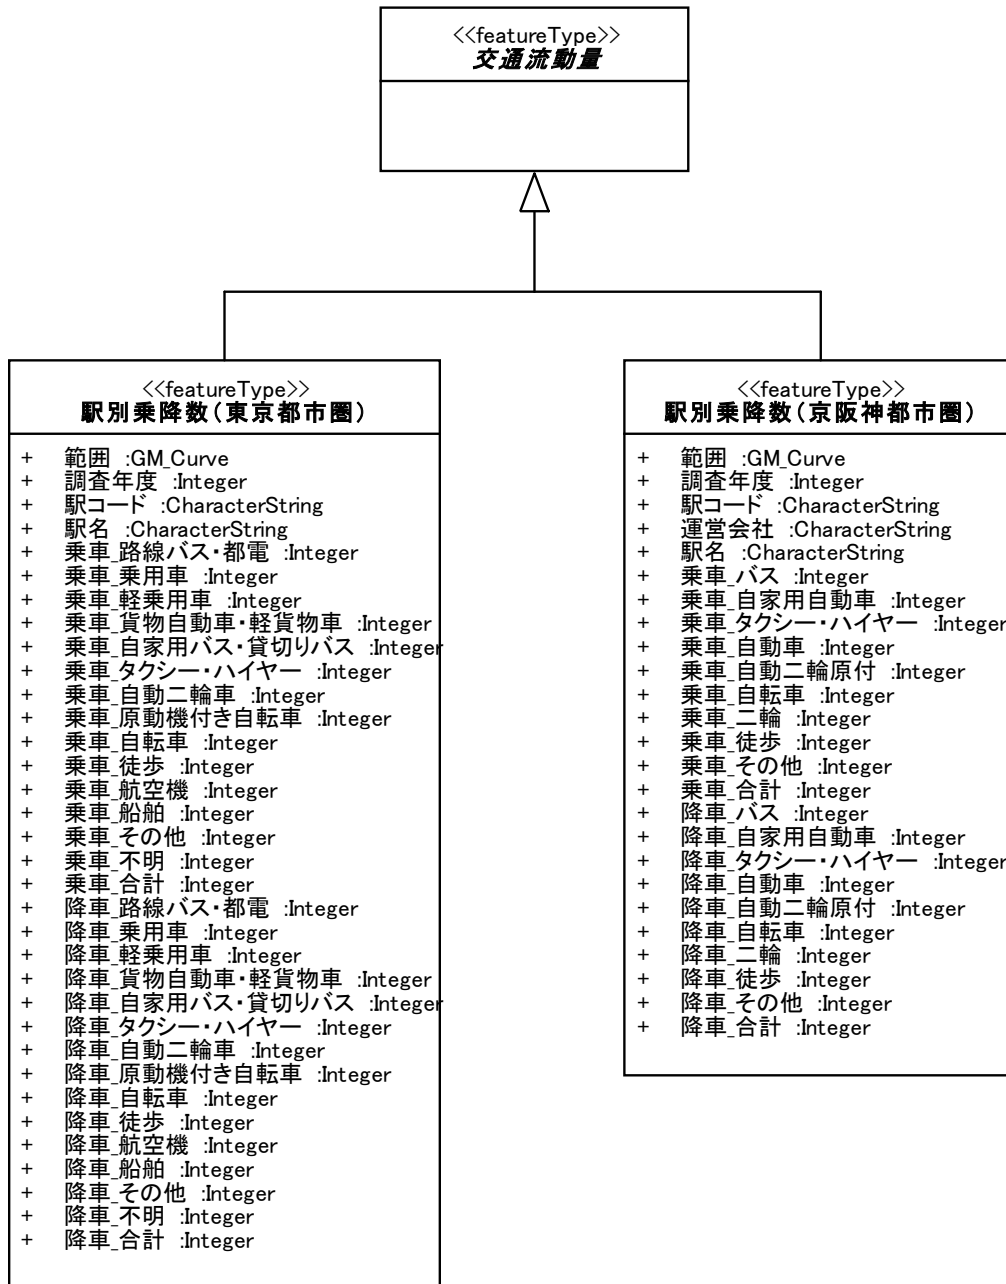 <<featureType>>
交通流動量
<<featureType>>
駅別乗降数(東京都市圏)
+ 範囲 :GM_Curve
+ 調査年度 :Integer
+ 駅コード :CharacterString
+ 駅名 :CharacterString
+ 乗車_路線バス・都電 :Integer
+ 乗車_乗用車 :Integer
+ 乗車_軽乗用車 :Integer
+ 乗車_貨物自動車・軽貨物車 :Integer
+ 乗車_自家用バス・貸切りバス :Integer
+ 乗車_タクシー・ハイヤー :Integer
+ 乗車_自動二輪車 :Integer
+ 乗車_原動機付き自転車 :Integer
+ 乗車_自転車 :Integer
+ 乗車_徒歩 :Integer
+ 乗車_航空機 :Integer
+ 乗車_船舶 :Integer
+ 乗車_その他 :Integer
+ 乗車_不明 :Integer
+ 乗車_合計 :Integer
+ 降車_路線バス・都電 :Integer
+ 降車_乗用車 :Integer
+ 降車_軽乗用車 :Integer
+ 降車_貨物自動車・軽貨物車 :Integer
+ 降車_自家用バス・貸切りバス :Integer
+ 降車_タクシー・ハイヤー :Integer
+ 降車_自動二輪車 :Integer
+ 降車_原動機付き自転車 :Integer
+ 降車_自転車 :Integer
+ 降車_徒歩 :Integer
+ 降車_航空機 :Integer
+ 降車_船舶 :Integer
+ 降車_その他 :Integer
+ 降車_不明 :Integer
+ 降車_合計 :Integer
<<featureType>>
駅別乗降数(京阪神都市圏)
+ 範囲 :GM_Curve
+ 調査年度 :Integer
+ 駅コード :CharacterString
+ 運営会社 :CharacterString
+ 駅名 :CharacterString
+ 乗車_バス :Integer
+ 乗車_自家用自動車 :Integer
+ 乗車_タクシー・ハイヤー :Integer
+ 乗車_自動車 :Integer
+ 乗車_自動二輪原付 :Integer
+ 乗車_自転車 :Integer
+ 乗車_二輪 :Integer
+ 乗車_徒歩 :Integer
+ 乗車_その他 :Integer
+ 乗車_合計 :Integer
+ 降車_バス :Integer
+ 降車_自家用自動車 :Integer
+ 降車_タクシー・ハイヤー :Integer
+ 降車_自動車 :Integer
+ 降車_自動二輪原付 :Integer
+ 降車_自転車 :Integer
+ 降車_二輪 :Integer
+ 降車_徒歩 :Integer
+ 降車_その他 :Integer
+ 降車_合計 :Integer